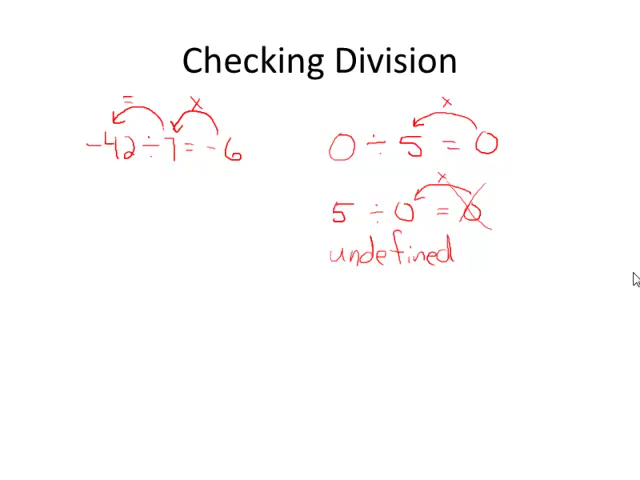 Checking Division
= x
-42 ÷ 7 = -6
x
0 ÷ 5 = 0
x
5 ÷ 0 = 0
undefined